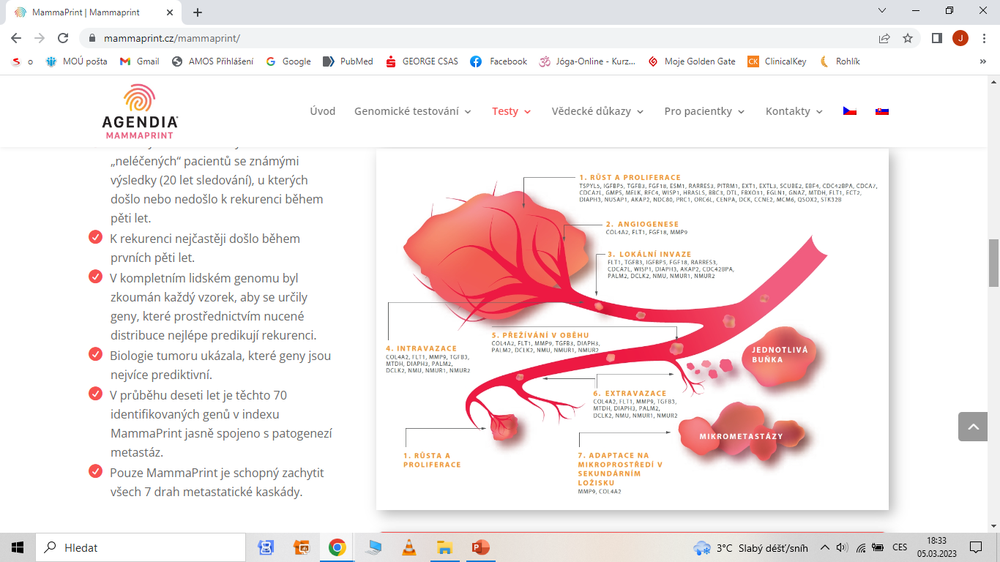 MammaPrint | Mammaprint
mammaprint.cz/mammaprint/
J
o
MOÚ pošta
Gmail
AMOS Přihlášení
Google
PubMed
GEORGE CSAS
Facebook
Jóga-Online - Kurz...
Moje Golden Gate
CK ClinicalKey
Rohlík
»
AGENDIA
MAMMAPRINT
Úvod
Genomické testování
Testy
Vědecké důkazy
Pro pacientky
Kontakty
„neléčených“ pacientů se známými
výsledky (20 let sledování), u kterých
došlo nebo nedošlo k rekurenci během
pěti let.
K rekurenci nejčastěji došlo během
prvních pěti let.
V kompletním lidském genomu byl
zkoumán každý vzorek, aby se určily
geny, které prostřednictvím nucené
distribuce nejlépe predikují rekurenci.
Biologie tumoru ukázala, které geny jsou
nejvíce prediktivní.
V průběhu deseti let je těchto 70
identifikovaných genů v indexu
MammaPrint jasně spojeno s patogenezí
metastáz.
Pouze MammaPrint je schopný zachytit
všech 7 drah metastatické kaskády.
1. RŮST A PROLIFERACE
TSPYL5, IGFBP5, TGFB3, FGF18, ESM1, RARRES3, PITRM1, EXT1, EXTL3, SCUBE2, EBF4, CDC42BPA, CDCA7,
CDCA7L, GMPS, MELK, RFC4, WISP1, HRASLS, BBC3, DTL, FBXO31, EGLN1, GNAZ, MTDH, FLT1, ECT2,
DIAPH3, NUSAP1, AKAP2, NDC80, PRC1, ORC6L, CENPA, DCK, CCNE2, MCM6, QSOX2, STK32B
2. ANGIOGENESE
COL4A2, FLT1, FGF18, MMP9
3. LOKÁLNÍ INVAZE
FLT1, TGFB3, IGFBP5, FGF18, RARRES3,
CDCA7L, WISP1, DIAPH3, AKAP2, CDC42BPA,
PALM2, DCLK2, NMU, NMUR1, NMUR2
4. INTRAVAZACE
COL4A2, FLT1, MMP9, TGFB3,
MTDH, DIAPH3, PALM2,
DCLK2, NMU, NMUR1, NMUR2
5. PŘEŽÍVÁNÍ V OBĚHU
COL4A2, FLT1, MMP9, TGFB3, DIAPH3,
PALM2, DCLK2, NMU, NMUR1, NMUR2
JEDNOTLIVÁ
BUŇKA
6. EXTRAVAZACE
COL4A2, FLT1, MMP9, TGFB3,
MTDH, DIAPH3, PALM2,
DCLK2, NMU, NMUR1, NMUR2
MIKROMETASTÁZY
1. RŮSTA A
PROLIFERACE
7. ADAPTACE NA
MIKROPROSTŘEDÍ V
SEKUNDÁRNÍM
LOŽISKU
MMP9, COL4A2
Hledat
3°C Slabý déšť/sníh
CES
18:33
05.03.2023